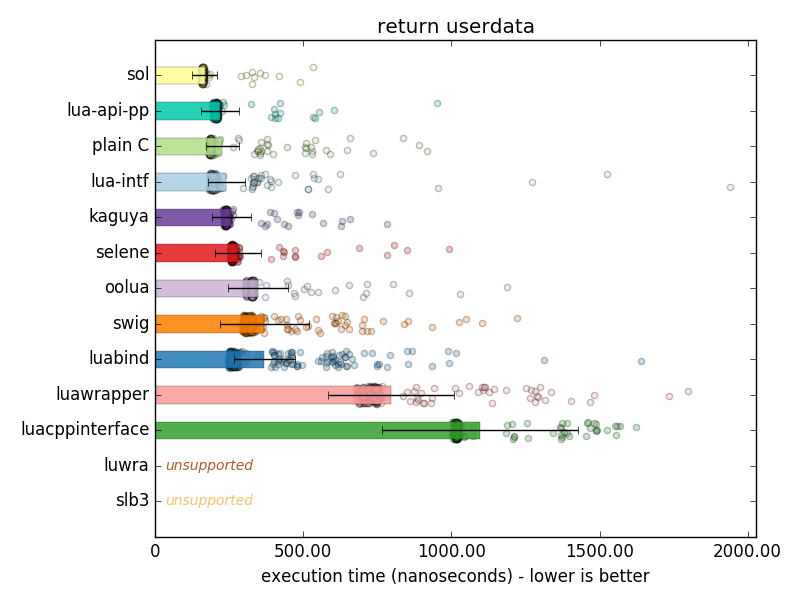 return userdata
sol
lua-api-pp
plain C
lua-intf
kaguya
selene
oolua
swig
luabind
luawrapper
luacppinterface
luwra unsupported
slb3 unsupported
0 500.00 1000.00 1500.00 2000.00
execution time (nanoseconds) - lower is better